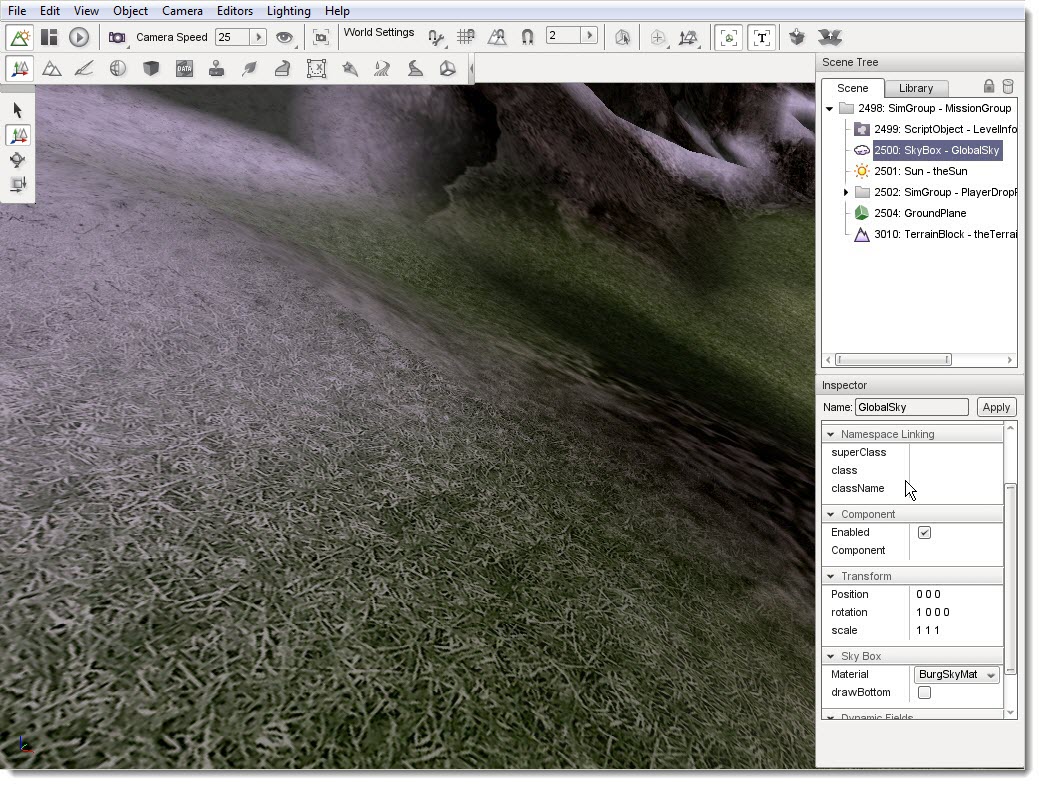 File Edit View Object Camera Editors Lighting Help
Camera Speed 25 World Settings 2 T
DATA
Scene Tree
Scene Library
2498: SimGroup - MissionGroup
2499: ScriptObject - LevelInfo
2500: SkyBox - GlobalSky
2501: Sun - theSun
2502: SimGroup - PlayerDropP
2504: GroundPlane
3010: TerrainBlock - theTerrai
Inspector
Name: GlobalSky Apply
Namespace Linking
superClass
class
className
Component
Enabled
Component
Transform
Position 0 0 0
rotation 1 0 0 0
scale 1 1 1
Sky Box
Material BurgSkyMat
drawBottom
Dynamic Fields